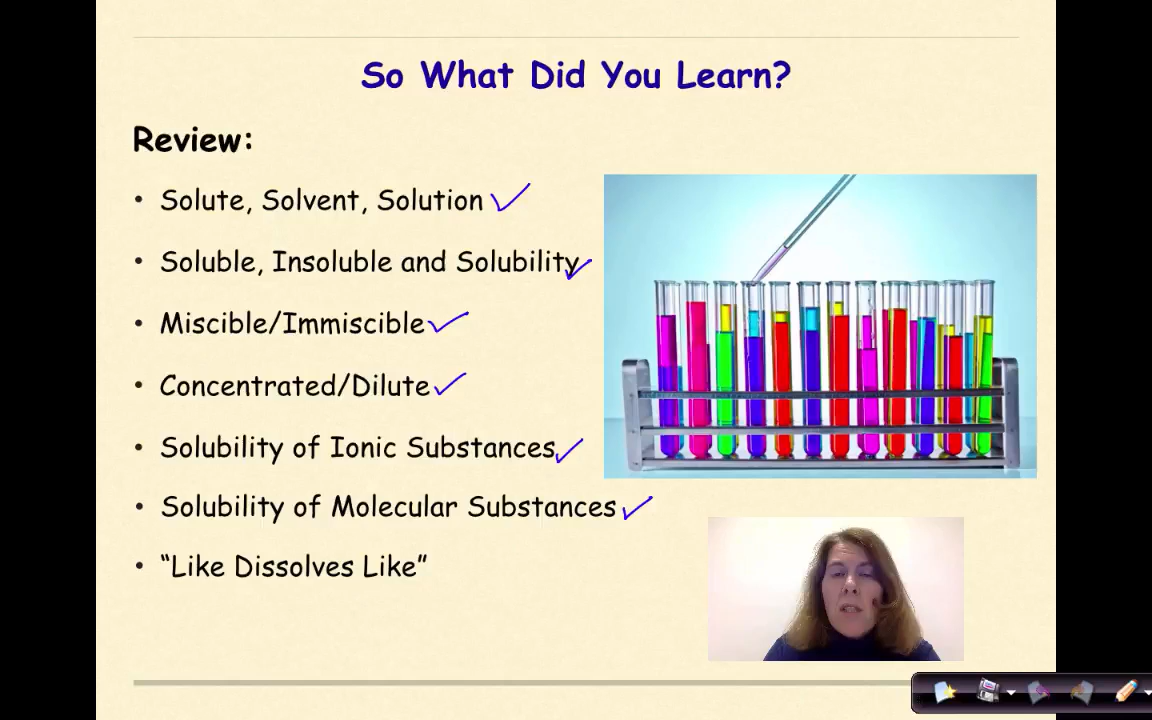 So What Did You Learn?
Review:
• Solute, Solvent, Solution
• Soluble, Insoluble and Solubility
• Miscible/Immiscible
• Concentrated/Dilute
• Solubility of Ionic Substances
• Solubility of Molecular Substances
• “Like Dissolves Like”